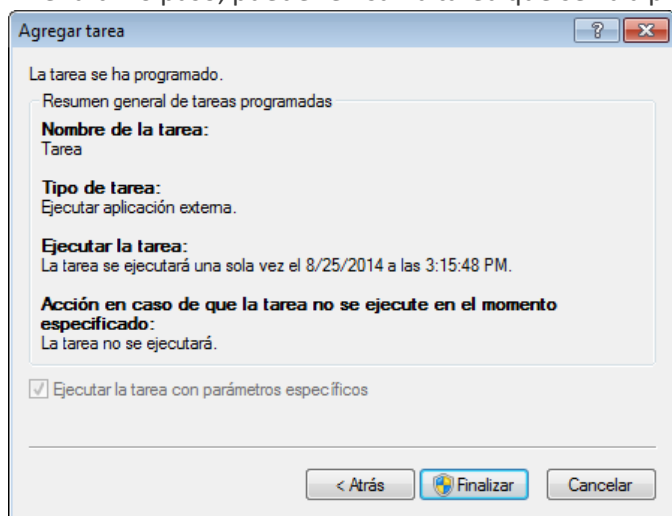 Agregar tarea
La tarea se ha programado.
Resumen general de tareas programadas
Nombre de la tarea:
Tarea
Tipo de tarea:
Ejecutar aplicación externa.
Ejecutar la tarea:
La tarea se ejecutará una sola vez el 8/25/2014 a las 3:15:48 PM.
Acción en caso de que la tarea no se ejecute en el momento
especificado:
La tarea no se ejecutará.
Ejecutar la tarea con parámetros específicos
< Atrás
Finalizar
Cancelar